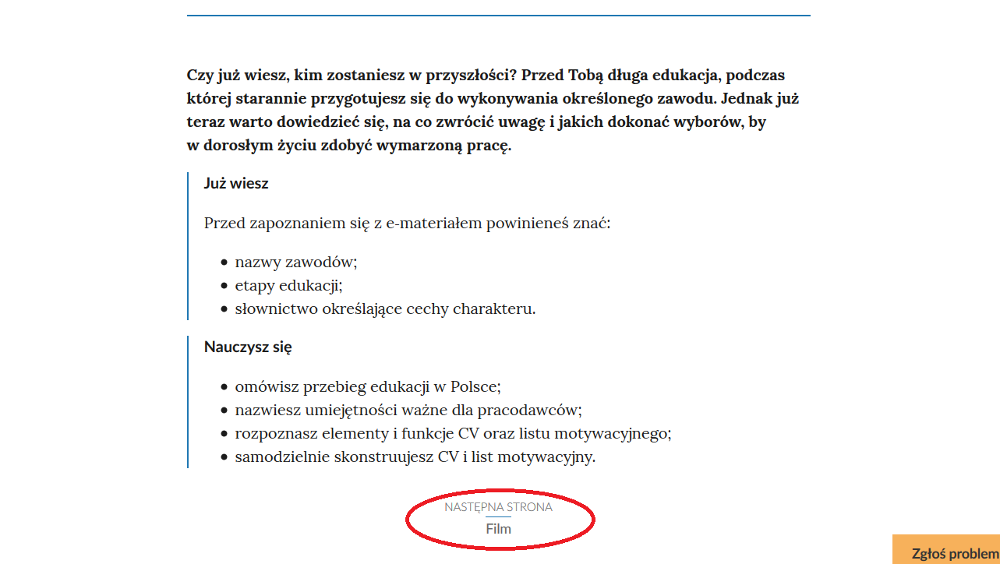 Czy już wiesz, kim zostaniesz w przyszłości? Przed Tobą długa edukacja, podczas
której starannie przygotujesz się do wykonywania określonego zawodu. Jednak już
teraz warto dowiedzieć się, na co zwrócić uwagę i jakich dokonać wyborów, by
w dorosłym życiu zdobyć wymarzoną pracę.
Już wiesz
Przed zapoznaniem się z e-materiałem powinieneś znać:
• nazwy zawodów;
• etapy edukacji;
• słownictwo określające cechy charakteru.
Nauczysz się
• omówisz przebieg edukacji w Polsce;
• nazwiesz umiejętności ważne dla pracodawców;
• rozpoznasz elementy i funkcje CV oraz listu motywacyjnego;
• samodzielnie skonstruujesz CV i list motywacyjny.
NASTĘPNA STRONA
Film
Zgłoś problem